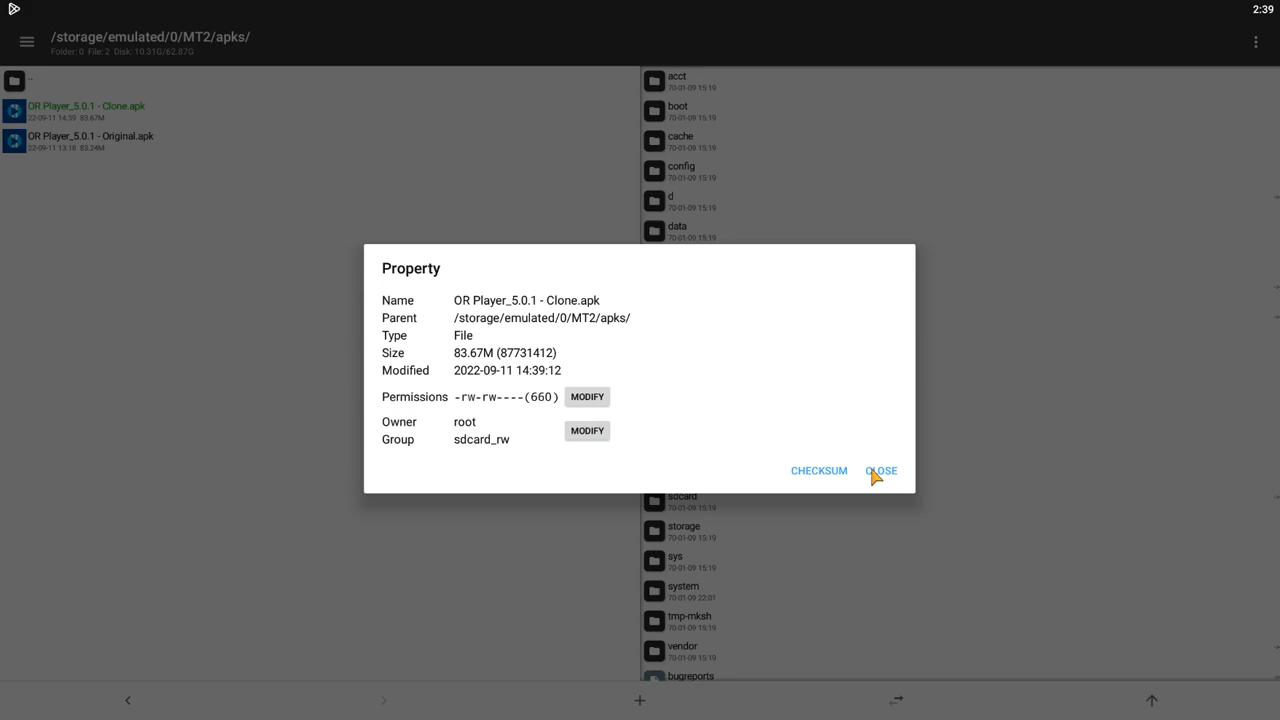 2:39
/storage/emulated/0/MT2/apks/
Folder: 0 File: 2 Disk: 10.31G/62.87G
..
OR Player_5.0.1 - Clone.apk
22-09-11 14:39 83.67M
OR Player_5.0.1 - Original.apk
22-09-11 13:18 83.24M
acct
70-01-09 15:19
boot
70-01-09 15:19
cache
70-01-09 15:19
config
70-01-09 15:19
d
70-01-09 15:19
data
70-01-09 15:19
Property
Name OR Player_5.0.1 - Clone.apk
Parent /storage/emulated/0/MT2/apks/
Type File
Size 83.67M (87731412)
Modified 2022-09-11 14:39:12
Permissions -rw-rw----(660) MODIFY
Owner root
Group sdcard_rw
MODIFY
CHECKSUM CLOSE
sdcard
70-01-09 15:19
storage
70-01-09 15:19
sys
70-01-09 15:19
system
70-01-09 22:01
tmp-mksh
70-01-09 15:19
vendor
70-01-09 15:19
bugreports